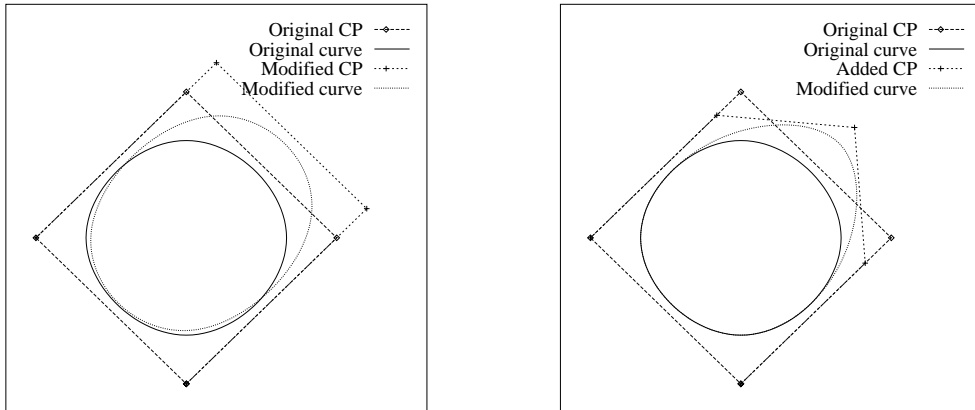 Original CP
Original curve
Modified CP
Modified curve
Original CP
Original curve
Added CP
Modified curve